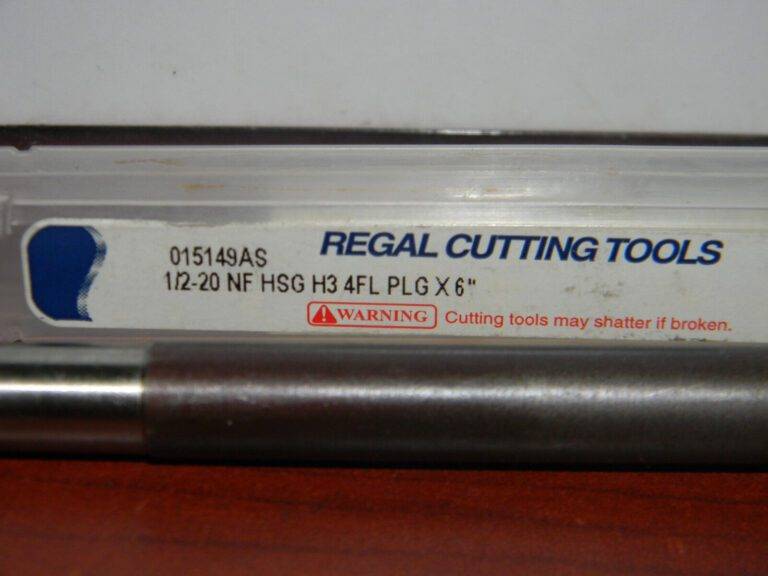 015149AS
REGAL CUTTING TOOLS
1/2-20 NF HSG H3 4FL PLG X 6"
WARNING Cutting tools may shatter if broken.